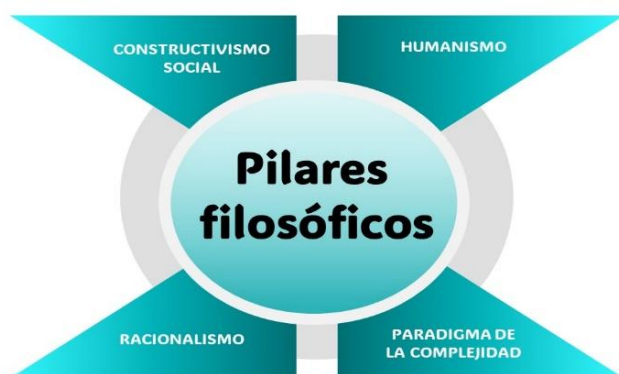 CONSTRUCTIVISMO
SOCIAL
HUMANISMO
Pilares
filosóficos
RACIONALISMO
PARADIGMA DE
LA COMPLEJIDAD